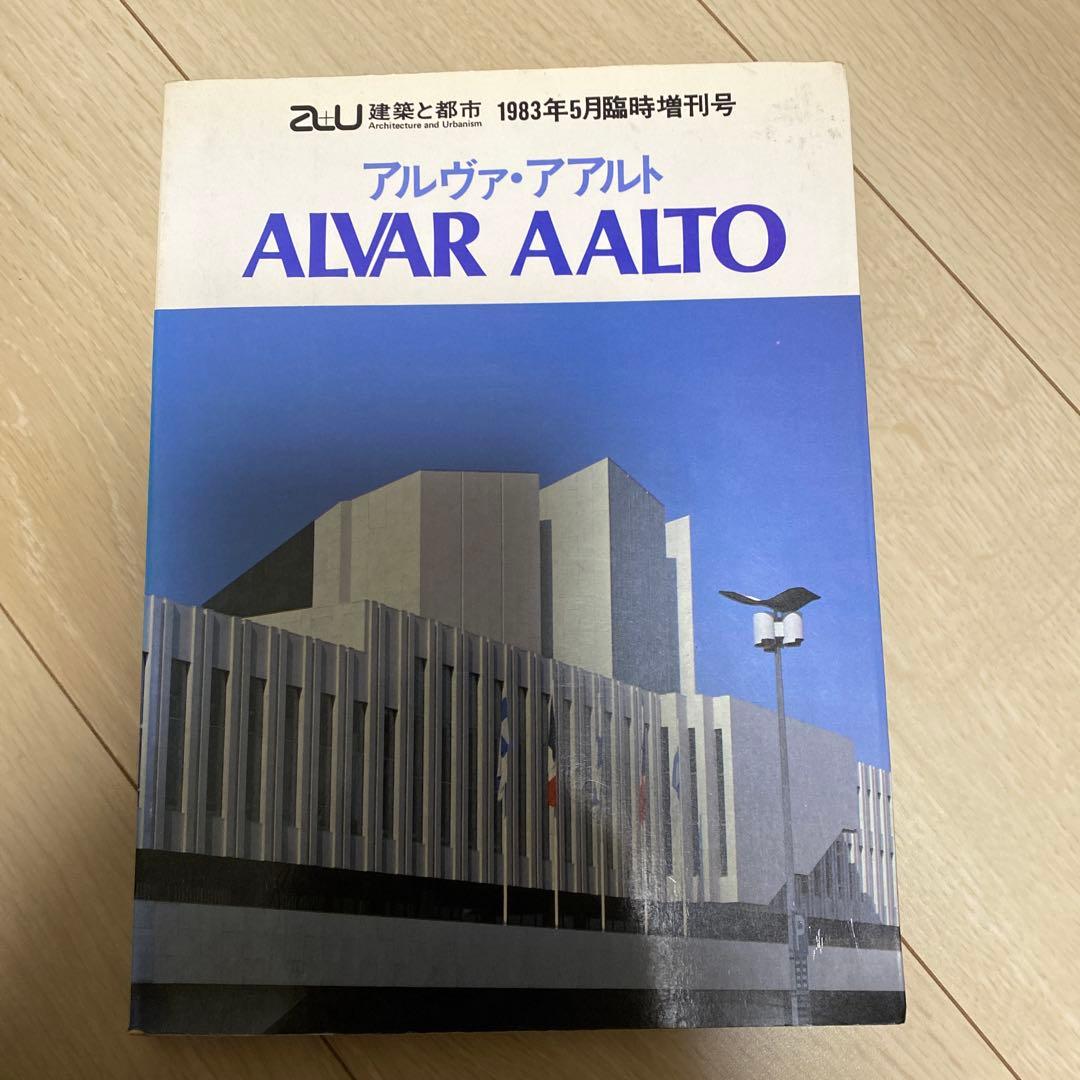 a+u 建築と都市 1983年5月臨時増刊号
Architecture and Urbanism
アルヴァ・アアルト
ALVAR AALTO
P